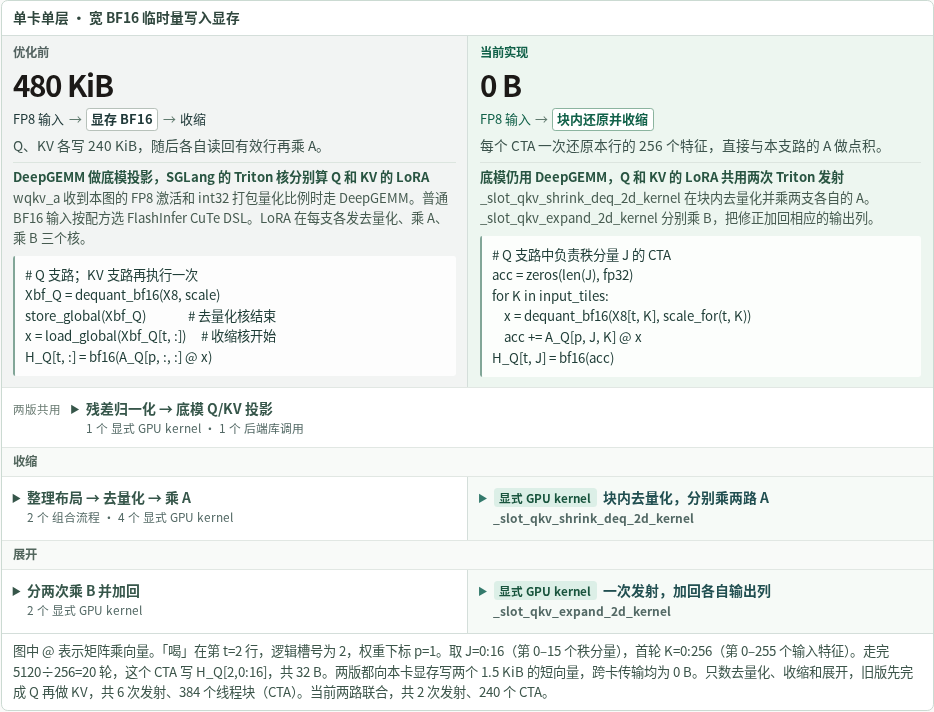 单卡单层 · 宽 BF16 临时量写入显存
优化前
480 KiB
FP8 输入 → 显存 BF16 → 收缩
Q、KV 各写 240 KiB，随后各自读回有效行再乘 A。
DeepGEMM 做底模投影，SGLang 的 Triton 核分别算 Q 和 KV 的 LoRA
wqkv_a 收到本图的 FP8 激活和 int32 打包量化比例时走 DeepGEMM。普通
BF16 输入按配方选 FlashInfer CuTe DSL。LoRA 在每支各发去量化、乘 A、
乘 B 三个核。
# Q 支路；KV 支路再执行一次
Xbf_Q = dequant_bf16(X8, scale)
store_global(Xbf_Q) # 去量化核结束
x = load_global(Xbf_Q[t, :]) # 收缩核开始
H_Q[t, :] = bf16(A_Q[p, :, :] @ x)
当前实现
0 B
FP8 输入 → 块内还原并收缩
每个 CTA 一次还原本行的 256 个特征，直接与本支路的 A 做点积。
底模仍用 DeepGEMM，Q 和 KV 的 LoRA 共用两次 Triton 发射
_slot_qkv_shrink_deq_2d_kernel 在块内去量化并乘两支各自的 A。
_slot_qkv_expand_2d_kernel 分别乘 B，把修正加回相应的输出列。
# Q 支路中负责秩分量 J 的 CTA
acc = zeros(len(J), fp32)
for K in input_tiles:
x = dequant_bf16(X8[t, K], scale_for(t, K))
acc += A_Q[p, J, K] @ x
H_Q[t, J] = bf16(acc)
两版共用 ▶ 残差归一化 → 底模 Q/KV 投影
1 个 显式 GPU kernel · 1 个 后端库调用
收缩
▶ 整理布局 → 去量化 → 乘 A
2 个 组合流程 · 4 个 显式 GPU kernel
▶ 显式 GPU kernel 块内去量化，分别乘两路 A
_slot_qkv_shrink_deq_2d_kernel
展开
▶ 分两次乘 B 并加回
2 个 显式 GPU kernel
▶ 显式 GPU kernel 一次发射，加回各自输出列
_slot_qkv_expand_2d_kernel
图中 @ 表示矩阵乘向量。「喝」在第 t=2 行，逻辑槽号为 2，权重下标 p=1。取 J=0:16（第 0–15 个秩分量），首轮 K=0:256（第 0–255 个输入特征）。走完
5120÷256=20 轮，这个 CTA 写 H_Q[2,0:16]，共 32 B。两版都向本卡显存写两个 1.5 KiB 的短向量，跨卡传输均为 0 B。只数去量化、收缩和展开，旧版先完
成 Q 再做 KV，共 6 次发射、384 个线程块（CTA）。当前两路联合，共 2 次发射、240 个 CTA。